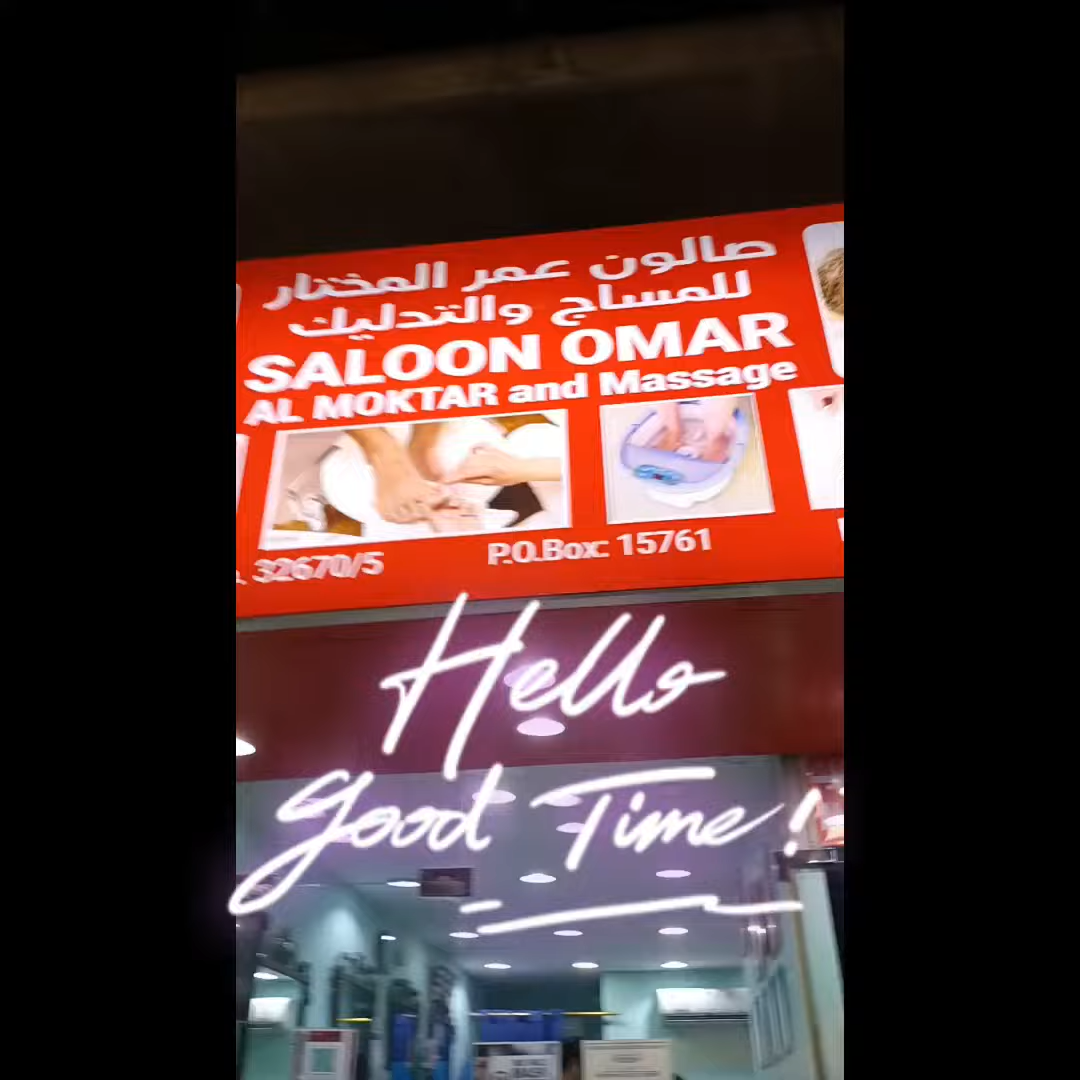 صالون عمر المختار
للمساج والتدليك
SALOON OMAR
AL MOKTAR and Massage
32670/5
P.O.Box: 15761
Hello
good Time!